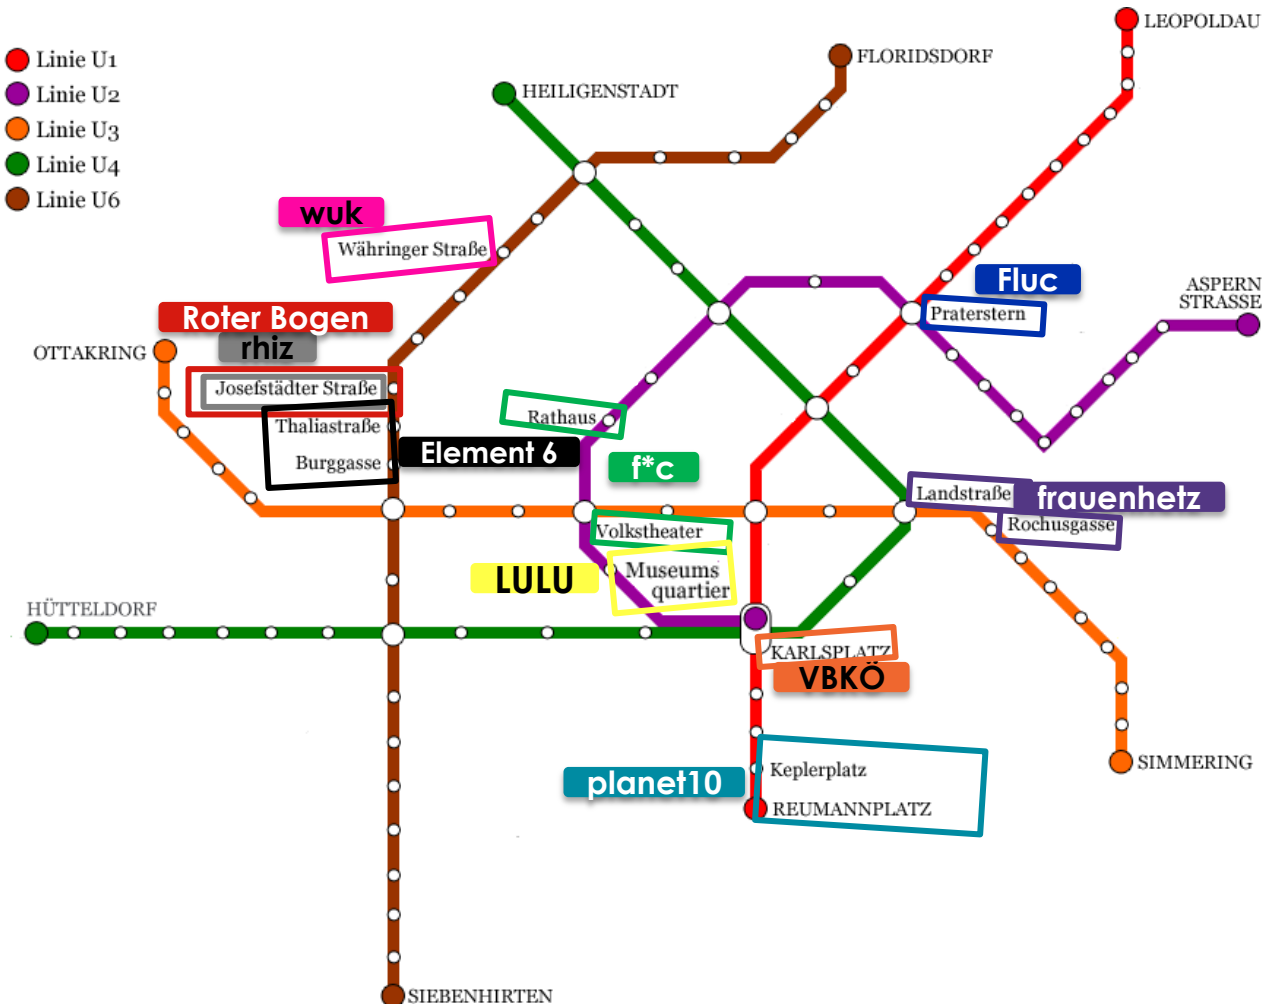 LEOPOLDAU
Linie U1
Linie U2
Linie U3
Linie U4
Linie U6
FLORIDSDORF
HEILIGENSTADT
wuk
Währinger Straße
Fluc
Praterstern
ASPERN
STRASSE
Roter Bogen
rhiz
OTTAKRING
Josefstädter Straße
Thaliastraße
Burggasse
Element 6
Rathaus
f*c
Landstraße
frauenhetz
Rochusgasse
Volkstheater
LULU
Museums
quartier
HÜTTELDORF
KARLSPLATZ
VBKÖ
planet10
Keplerplatz
REUMANNPLATZ
SIMMERING
SIEBENHIRTEN